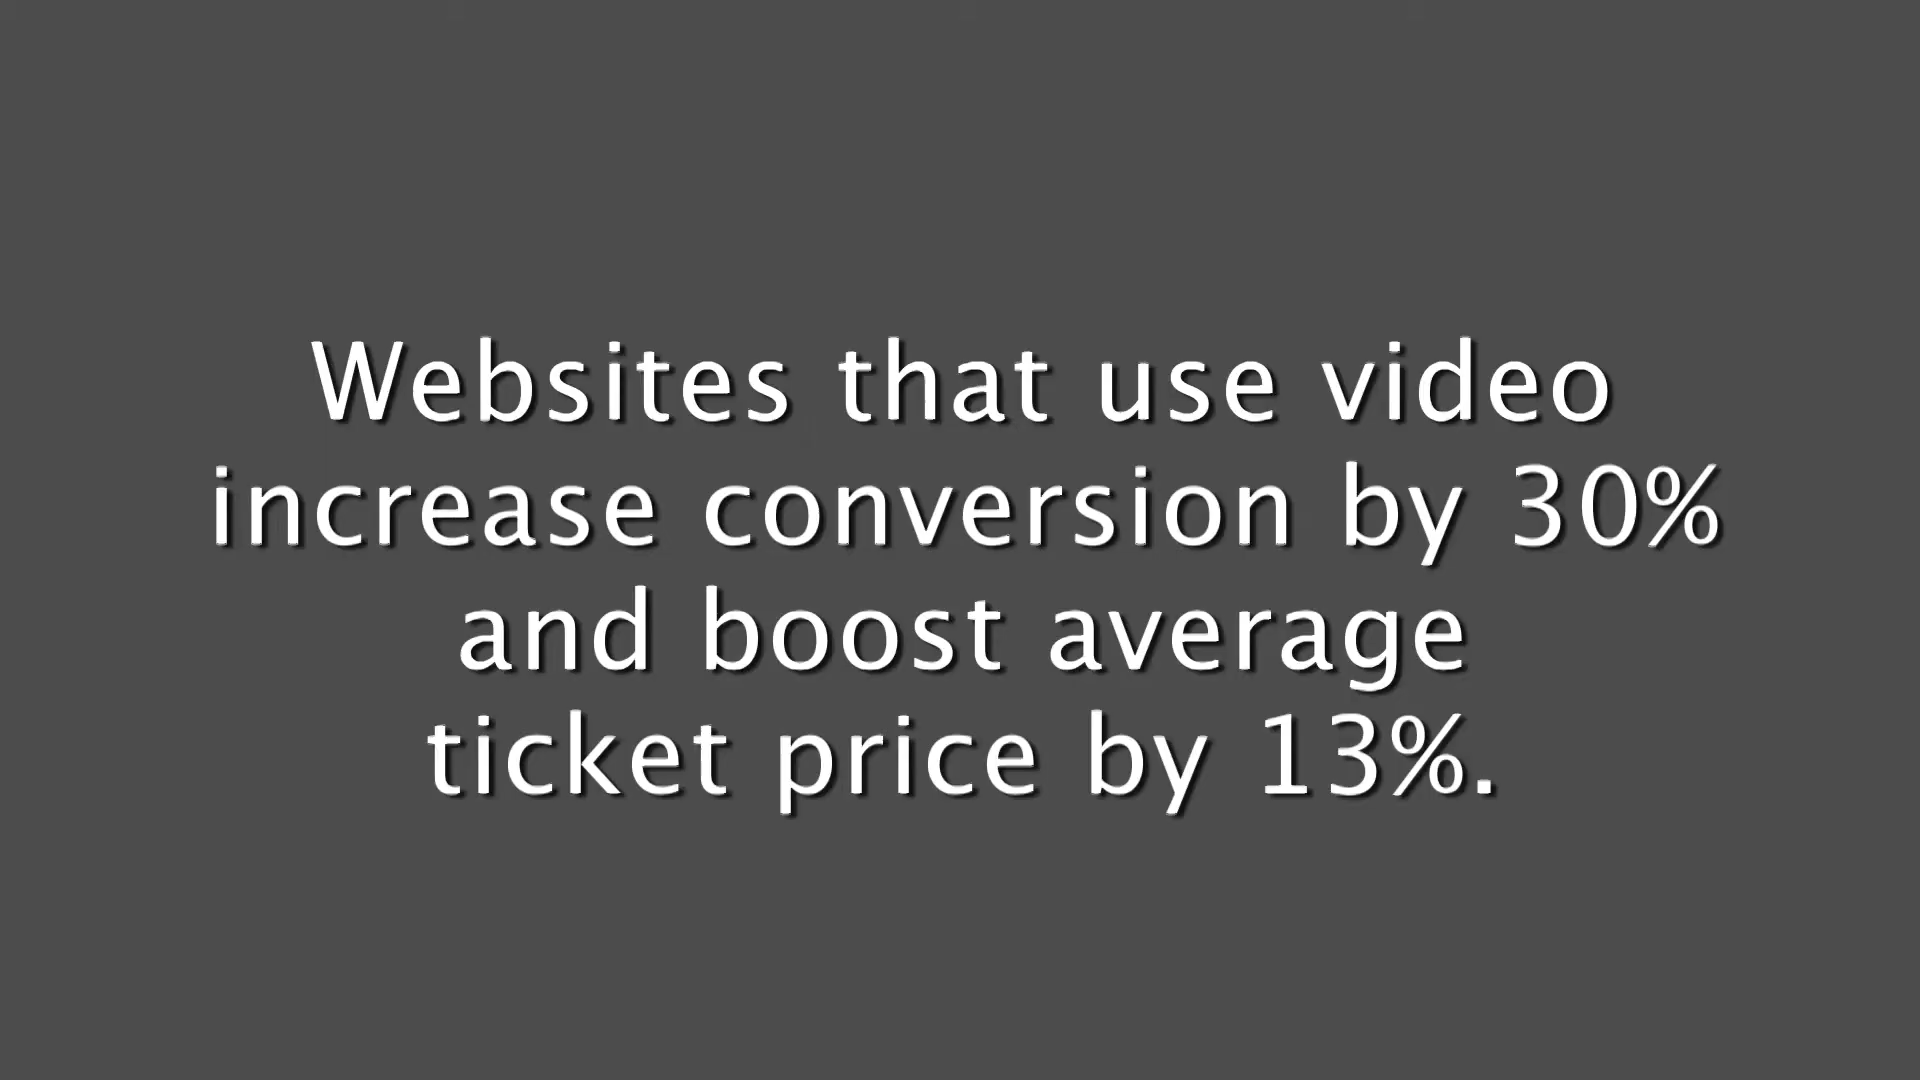 Websites that use video
increase conversion by 30%
and boost average
ticket price by 13%.